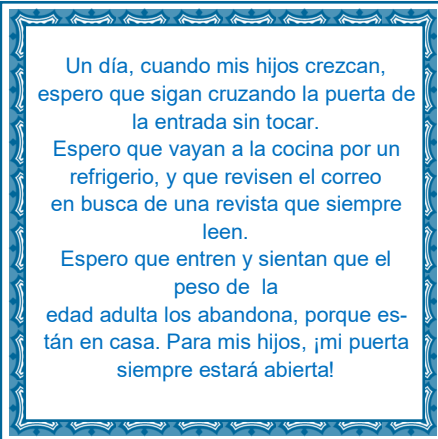 Un día, cuando mis hijos crezcan,
espero que sigan cruzando la puerta de
la entrada sin tocar.
Espero que vayan a la cocina por un
refrigerio, y que revisen el correo
en busca de una revista que siempre
leen.
Espero que entren y sientan que el
peso de  la
edad adulta los abandona, porque es-
tán en casa. Para mis hijos, ¡mi puerta
siempre estará abierta!